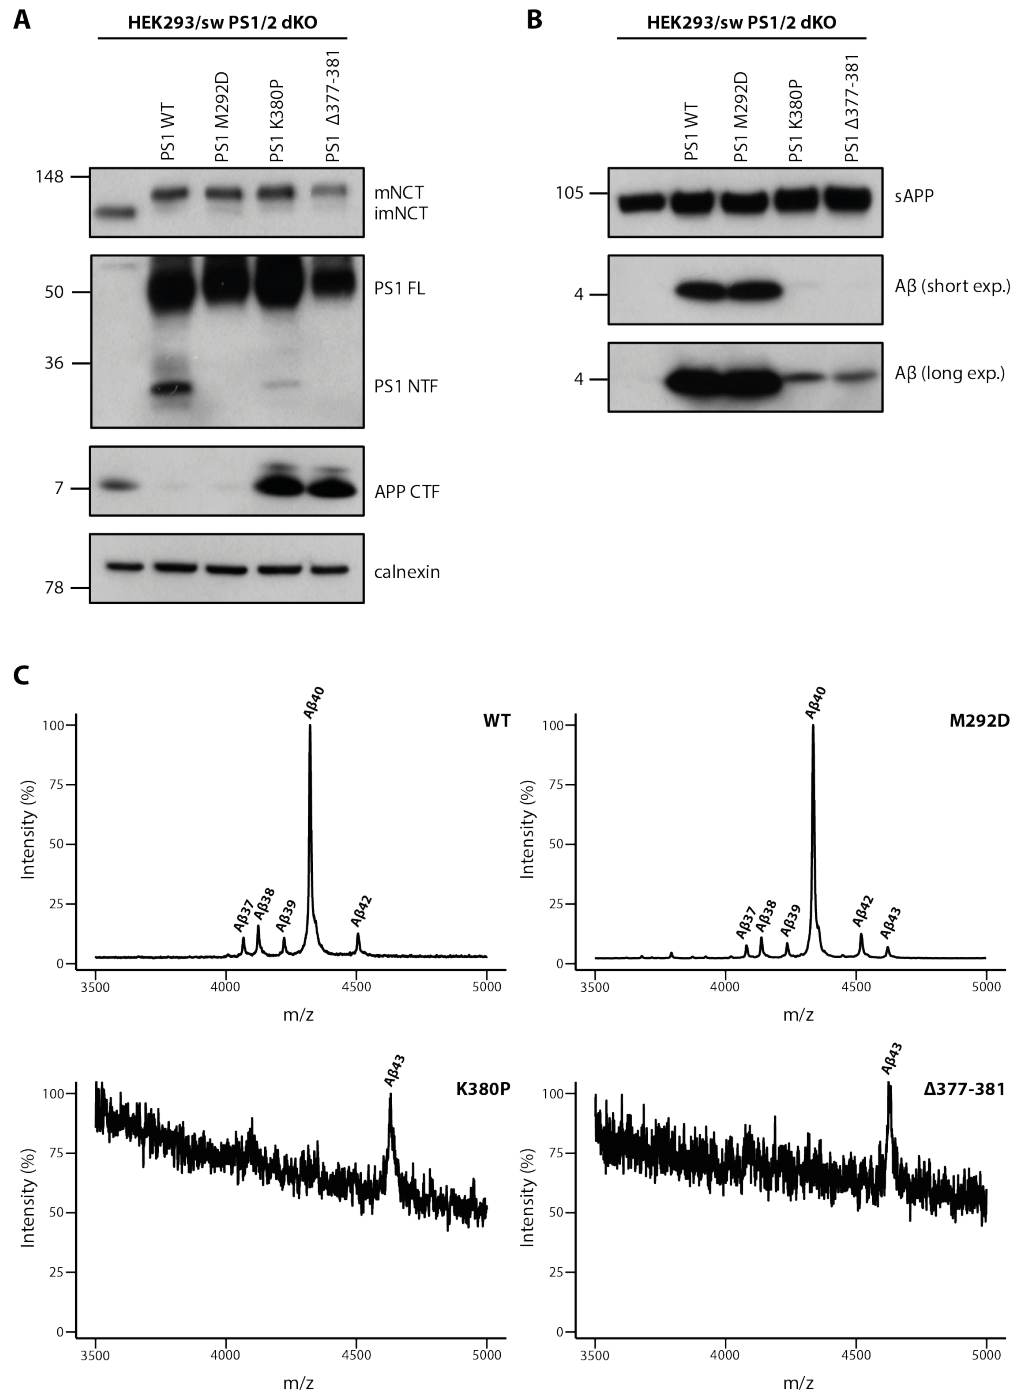 A
HEK293/sw PS1/2 dKO
PS1 WT
PS1 M292D
PS1 K380P
PS1 Δ377-381
148
mNCT
imNCT
50
PS1 FL
36
PS1 NTF
7
APP CTF
calnexin
78
B
HEK293/sw PS1/2 dKO
PS1 WT
PS1 M292D
PS1 K380P
PS1 Δ377-381
105
sAPP
4
Aβ (short exp.)
4
Aβ (long exp.)
C
WT
Intensity (%)
100
75
50
25
0
Aβ37
Aβ38
Aβ39
Aβ40
Aβ42
3500 4000 4500 5000
m/z
M292D
Intensity (%)
100
75
50
25
0
Aβ37
Aβ38
Aβ39
Aβ40
Aβ42
Aβ43
3500 4000 4500 5000
m/z
K380P
Intensity (%)
100
75
50
25
0
Aβ43
3500 4000 4500 5000
m/z
Δ377-381
Intensity (%)
100
75
50
25
0
Aβ43
3500 4000 4500 5000
m/z